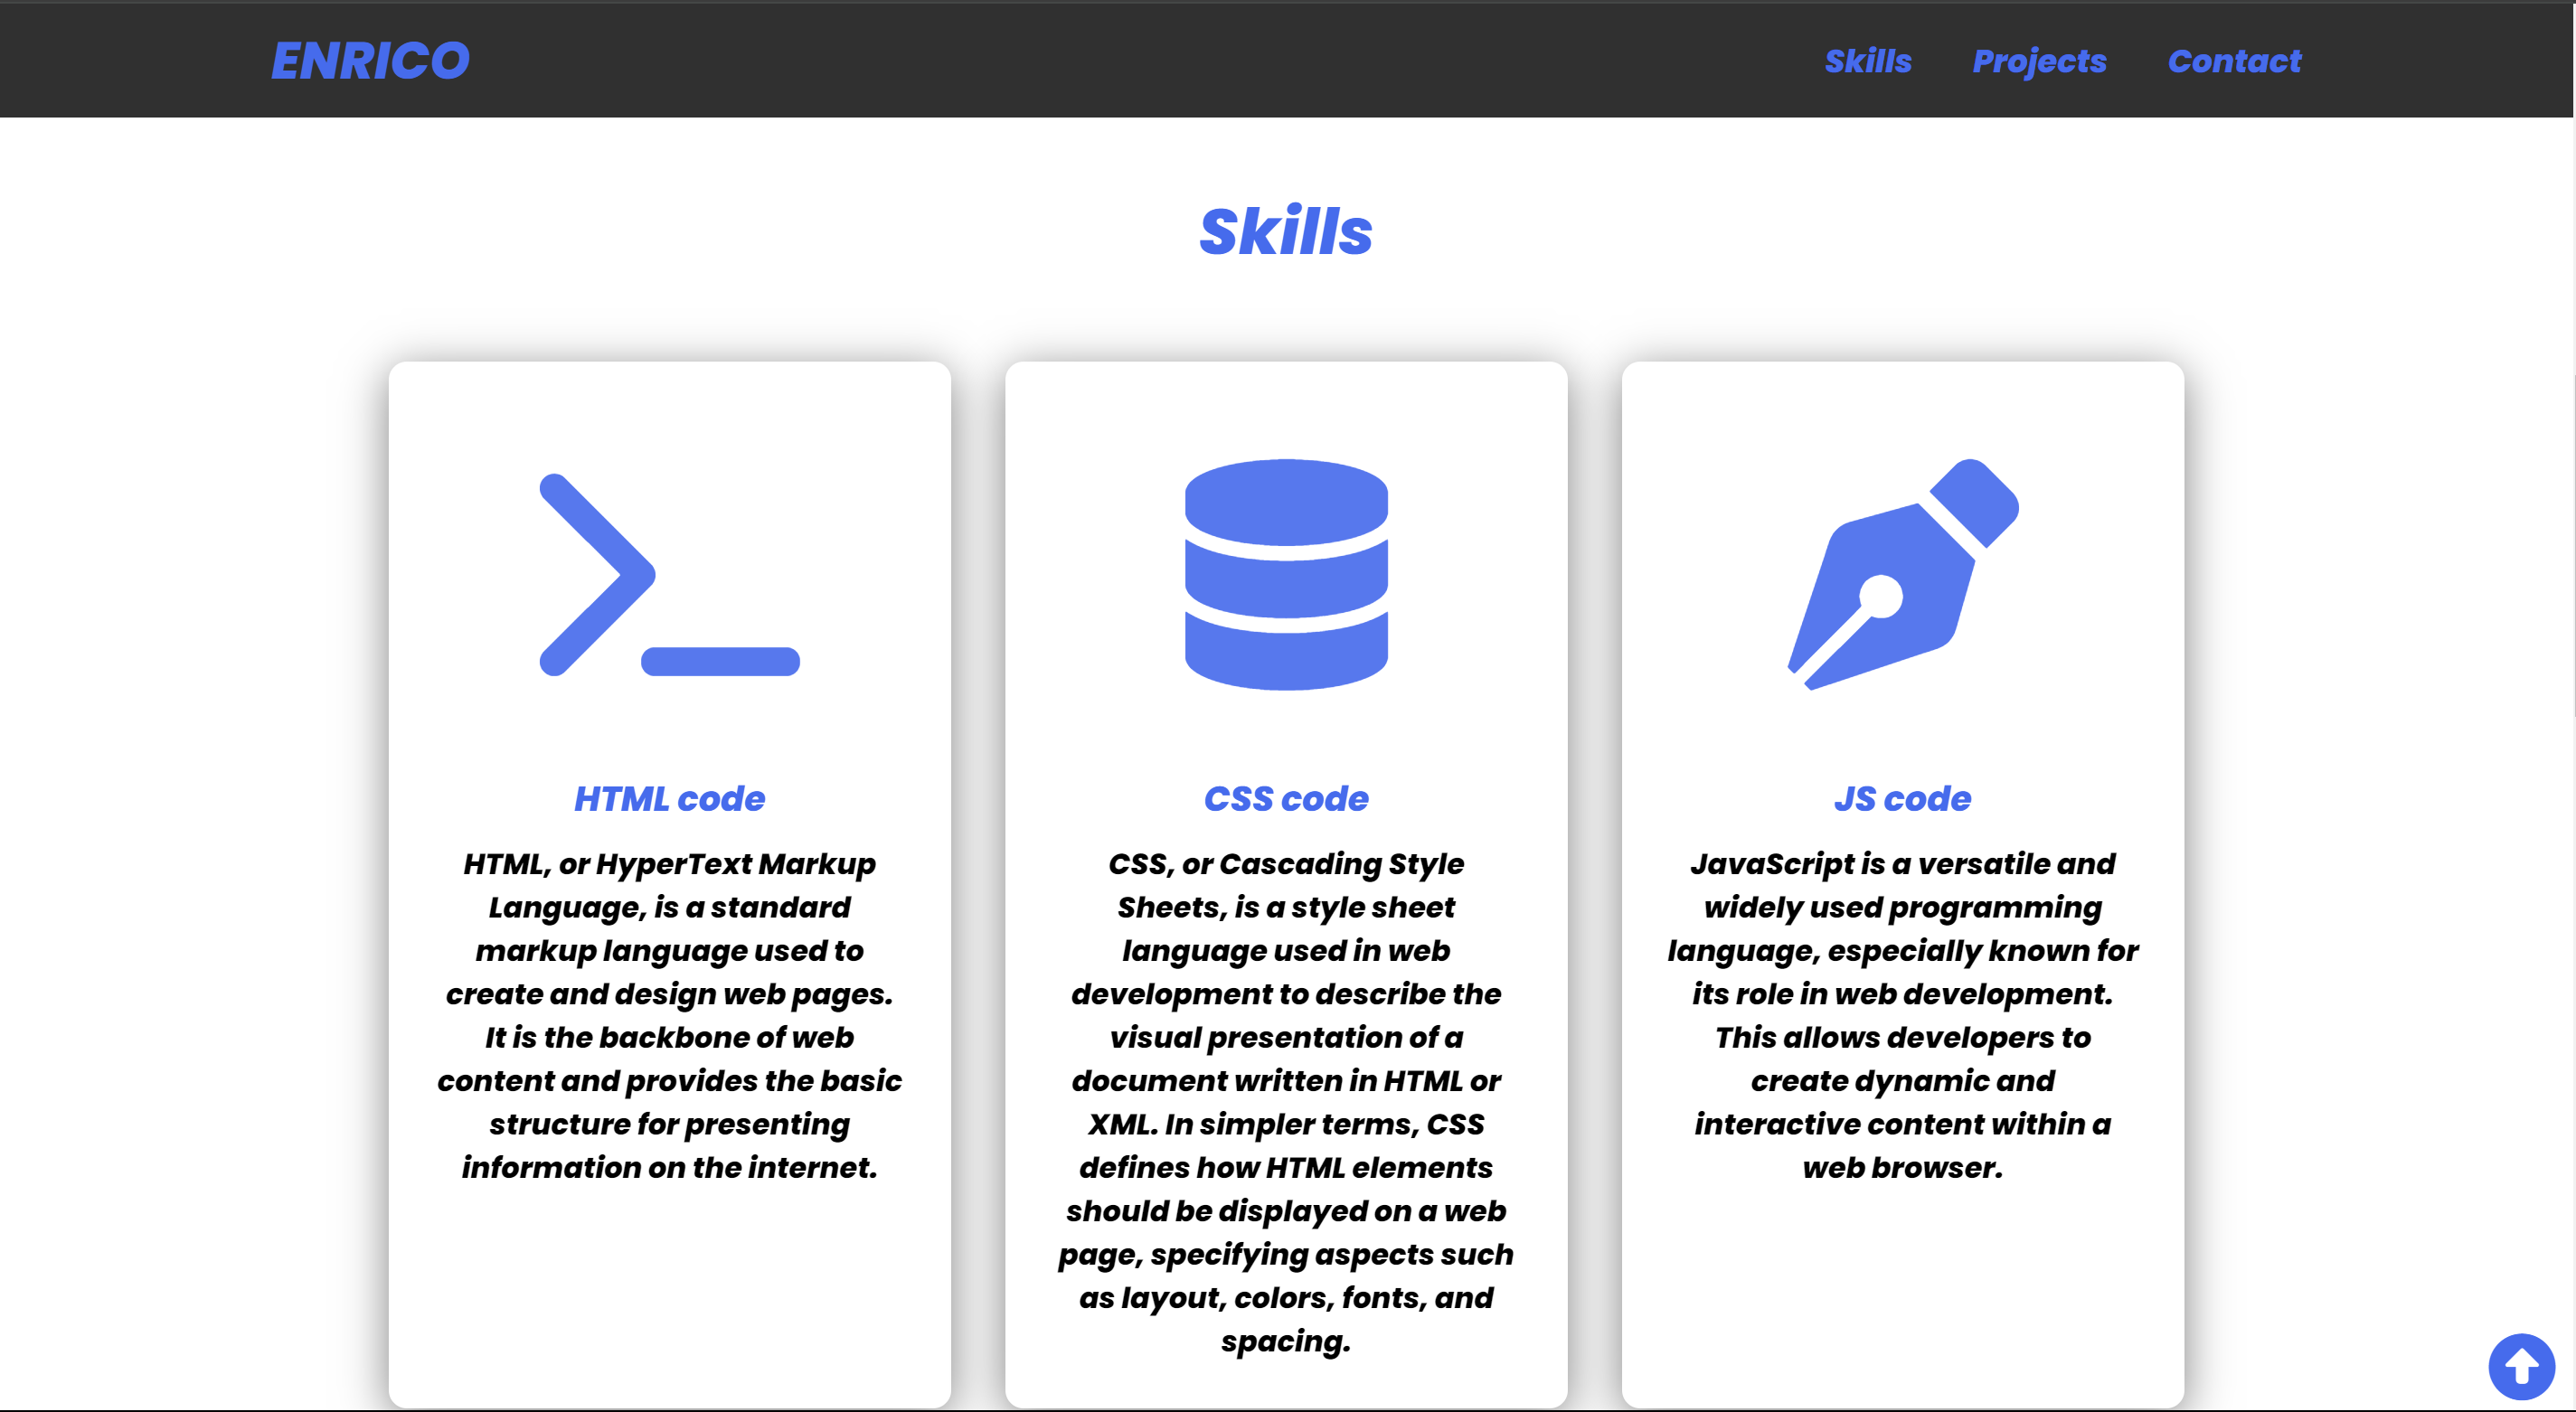 ENRICO
Skills Projects Contact
Skills
HTML code
HTML, or HyperText Markup
Language, is a standard
markup language used to
create and design web pages.
It is the backbone of web
content and provides the basic
structure for presenting
information on the internet.
CSS code
CSS, or Cascading Style
Sheets, is a style sheet
language used in web
development to describe the
visual presentation of a
document written in HTML or
XML. In simpler terms, CSS
defines how HTML elements
should be displayed on a web
page, specifying aspects such
as layout, colors, fonts, and
spacing.
JS code
JavaScript is a versatile and
widely used programming
language, especially known for
its role in web development.
This allows developers to
create dynamic and
interactive content within a
web browser.